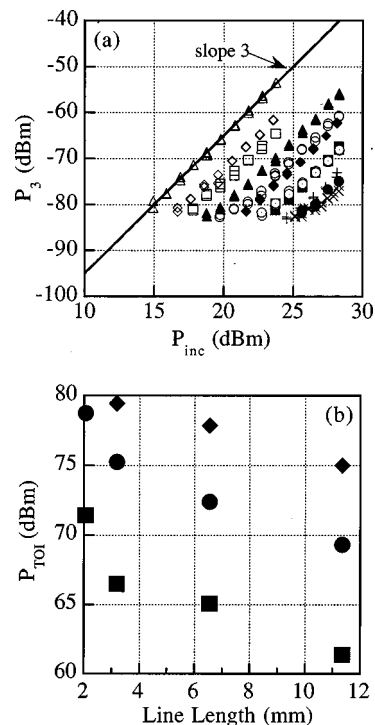 -40
(a)
slope 3
-50
-60
P3 (dBm)
-70
-80
-90
-100
10 15 20 25 30
Pinc (dBm)
80
(b)
75
PTOI (dBm)
70
65
60
2 4 6 8 10 12
Line Length (mm)